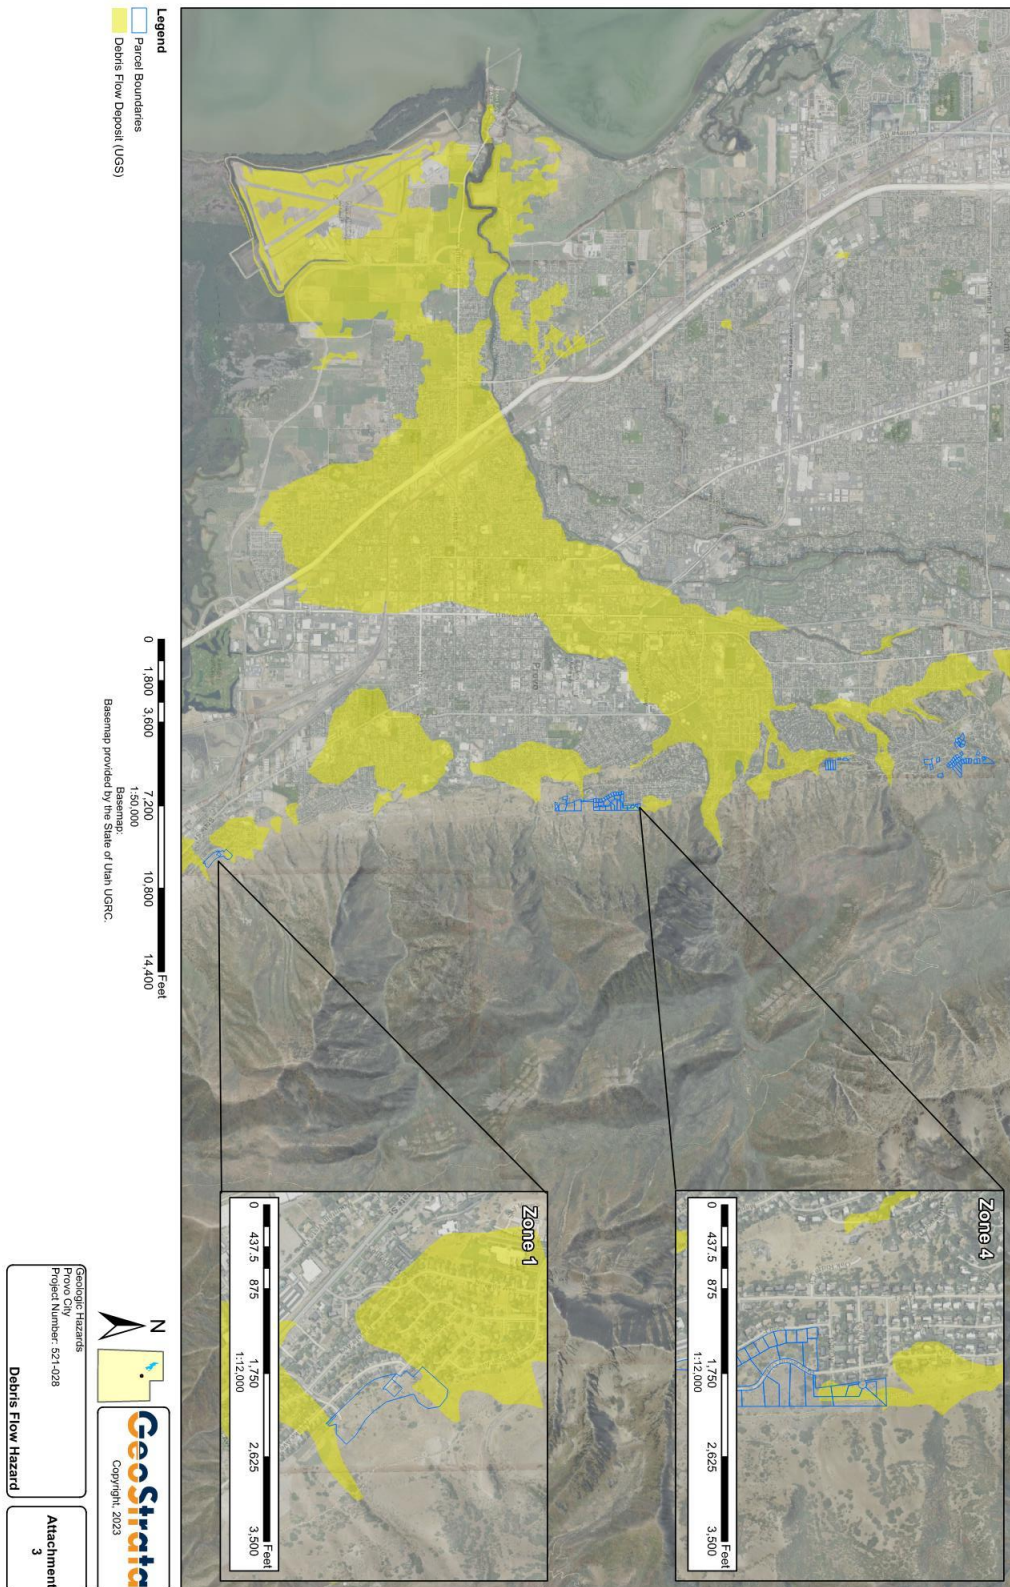 Legend
Parcel Boundaries
Debris Flow Deposit (UGS)
Provo
Zone 4
0 437.5 875 1,750 2,625 3,500
Feet
1:12,000
Zone 1
0 437.5 875 1,750 2,625 3,500
Feet
1:12,000
0 1,800 3,600 7,200 10,800 14,400
Feet
1:50,000
Basemap:
Basemap provided by the State of Utah UGRC.
N
GeoStrata
Copyright, 2023
Geologic Hazards
Provo City
Project Number: 521-028
Debris Flow Hazard
Attachment
3